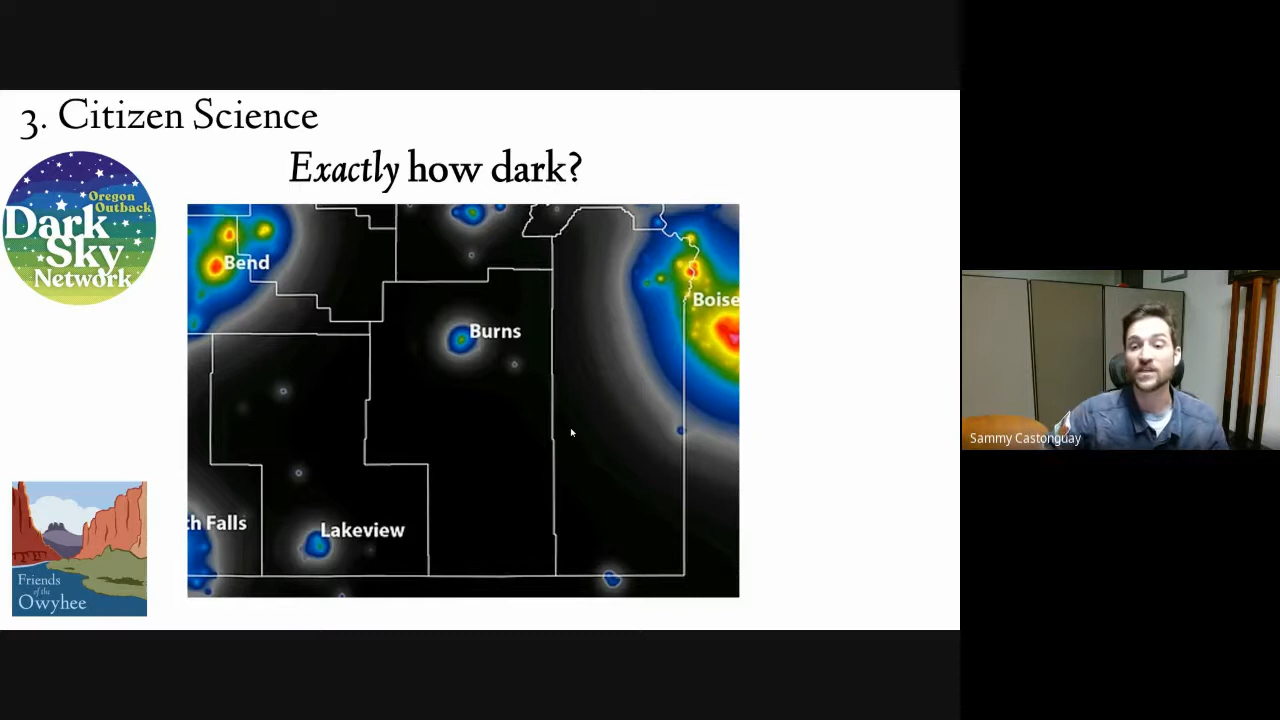 3. Citizen Science
Exactly how dark?
Oregon
Outback
Dark
Sky
Network
Bend
Boise
Burns
th Falls
Lakeview
Friends
of the
Owyhee
Sammy Castonguay